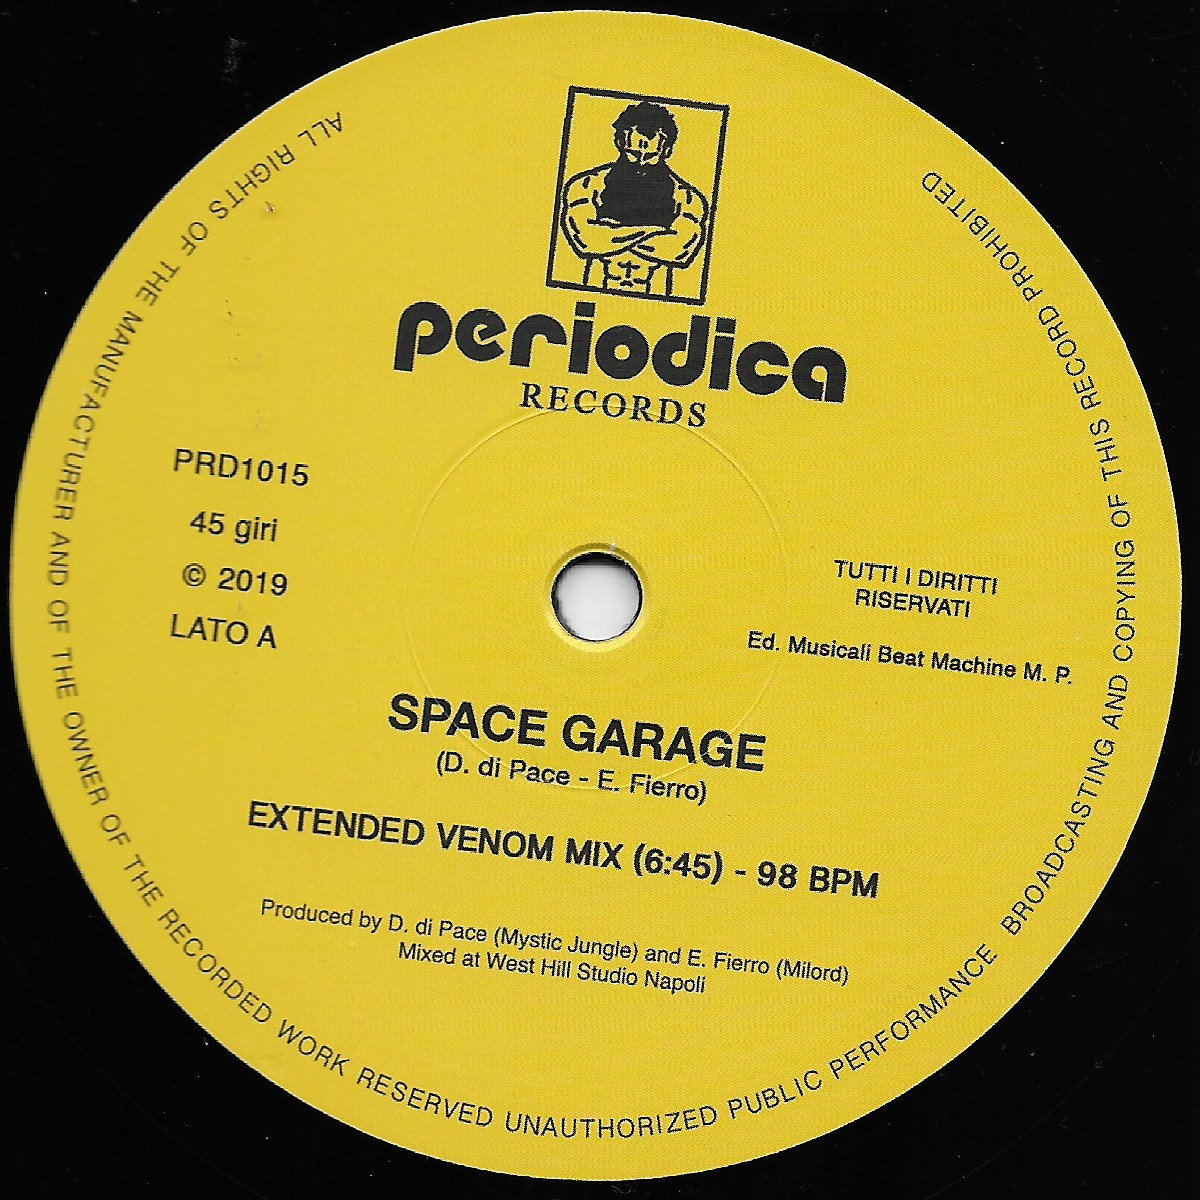 periodica
RECORDS
PRD1015
45 giri
© 2019
LATO A
TUTTI I DIRITTI
RISERVATI
Ed. Musicali Beat Machine M. P.
SPACE GARAGE
(D. di Pace - E. Fierro)
EXTENDED VENOM MIX (6:45) - 98 BPM
Produced by D. di Pace (Mystic Jungle) and E. Fierro (Milord)
Mixed at West Hill Studio Napoli
ALL RIGHTS OF THE MANUFACTURER AND OF THE OWNER OF THE RECORDED WORK RESERVED UNAUTHORIZED PUBLIC PERFORMANCE BROADCASTING AND COPYING OF THIS RECORD PROHIBITED